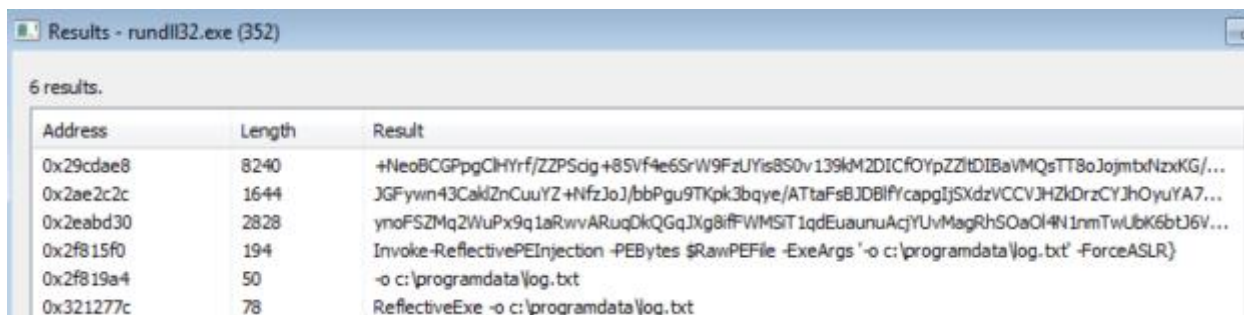 Results - rundll32.exe (352)
6 results.
Address Length Result
0x29cdae8 8240 +NeoBCGPpgClHYrf/ZZPScig+85Vf4e6SrW9FzUYis8S0v139kM2DICfOYpZZltDIBaVMQsTT8oJojmtxNzxKG/...
0x2ae2c2c 1644 JGFywn43CaklZnCuuYZ+NfzJoJ/bbPgu9TKpk3bqye/ATtaFsBJDBlfYcapgIjSXdzVCCVJHZkDrzCYJhOyuYA7...
0x2eabd30 2828 ynoFSZMq2WuPx9q1aRwvARuqDkQGqJXg8ifFWMSiT1qdEuaunuAcjYUvMagRhSOaOl4N1nmTwUbK6btJ6V...
0x2f815f0 194 Invoke-ReflectivePEInjection -PEBytes $RawPEFile -ExeArgs '-o c:\programdata\log.txt' -ForceASLR}
0x2f819a4 50 -o c:\programdata\log.txt
0x321277c 78 ReflectiveExe -o c:\programdata\log.txt